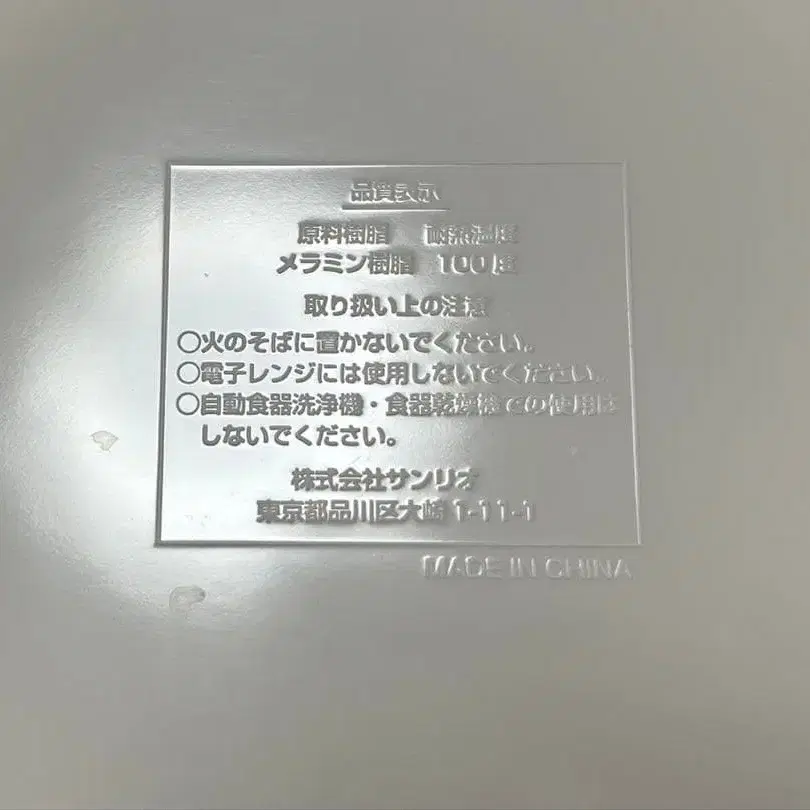 品質表示
原料樹脂 耐熱温度
メラミン樹脂 100度
取り扱い上の注意
○火のそばに置かないでください。
○電子レンジには使用しないでください。
○自動食器洗浄機・食器乾燥機での使用は
しないでください。
株式会社サンリオ
東京都品川区大崎 1-11-1
MADE IN CHINA